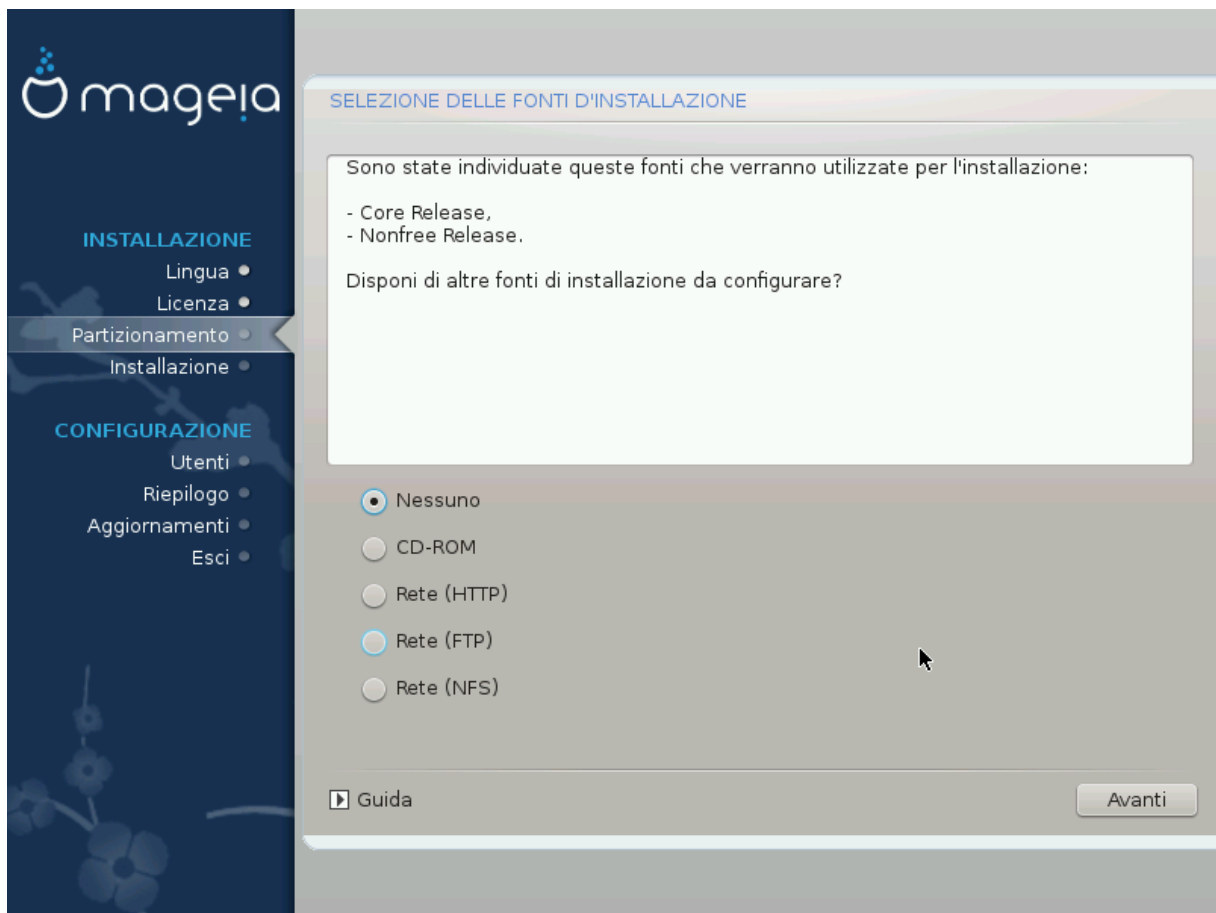 mageia
INSTALLAZIONE
Lingua
Licenza
Partizionamento
Installazione
CONFIGURAZIONE
Utenti
Riepilogo
Aggiornamenti
Esci
SELEZIONE DELLE FONTI D'INSTALLAZIONE
Sono state individuate queste fonti che verranno utilizzate per l'installazione:
- Core Release,
- Nonfree Release.
Disponi di altre fonti di installazione da configurare?
Nessuno
CD-ROM
Rete (HTTP)
Rete (FTP)
Rete (NFS)
Guida
Avanti